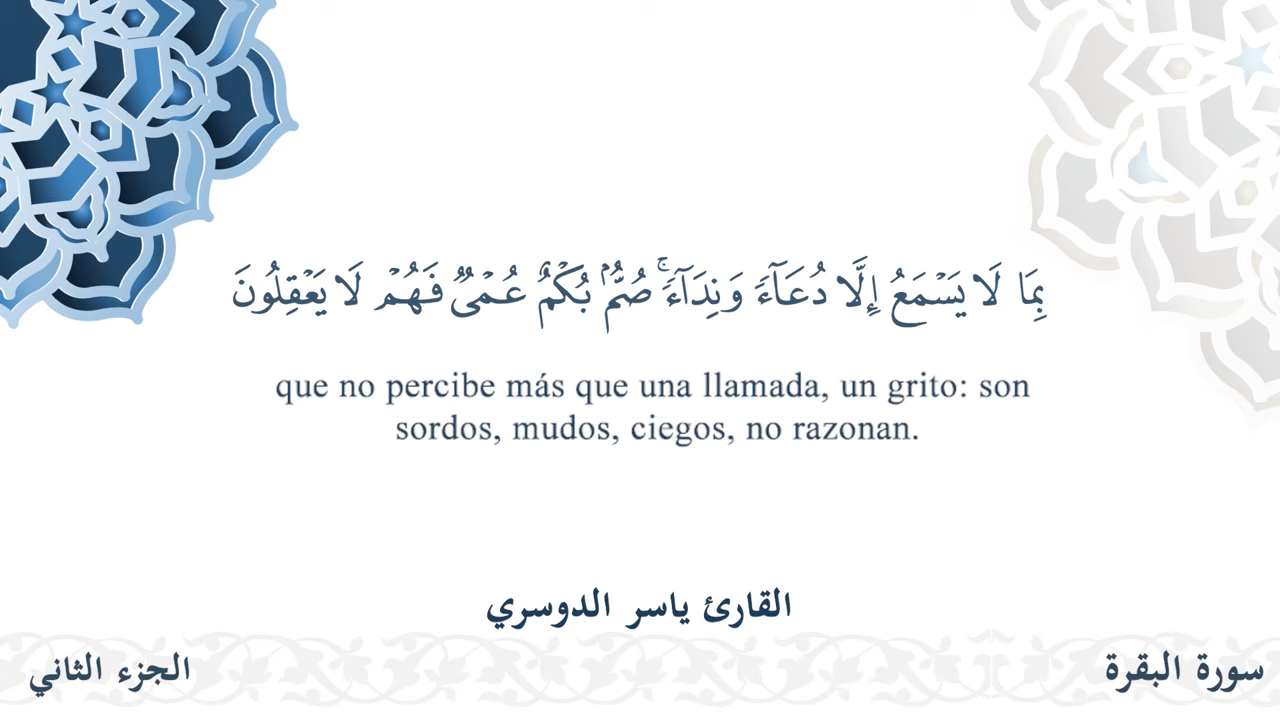 بِمَا لَا يَسۡمَعُ إِلَّا دُعَآءٗ وَنِدَآءٗۚ صُمُّۢ بُكۡمٌ عُمۡيٞ فَهُمۡ لَا يَعۡقِلُونَ
que no percibe más que una llamada, un grito: son
sordos, mudos, ciegos, no razonan.
القارئ ياسر الدوسري
سورة البقرة
الجزء الثاني